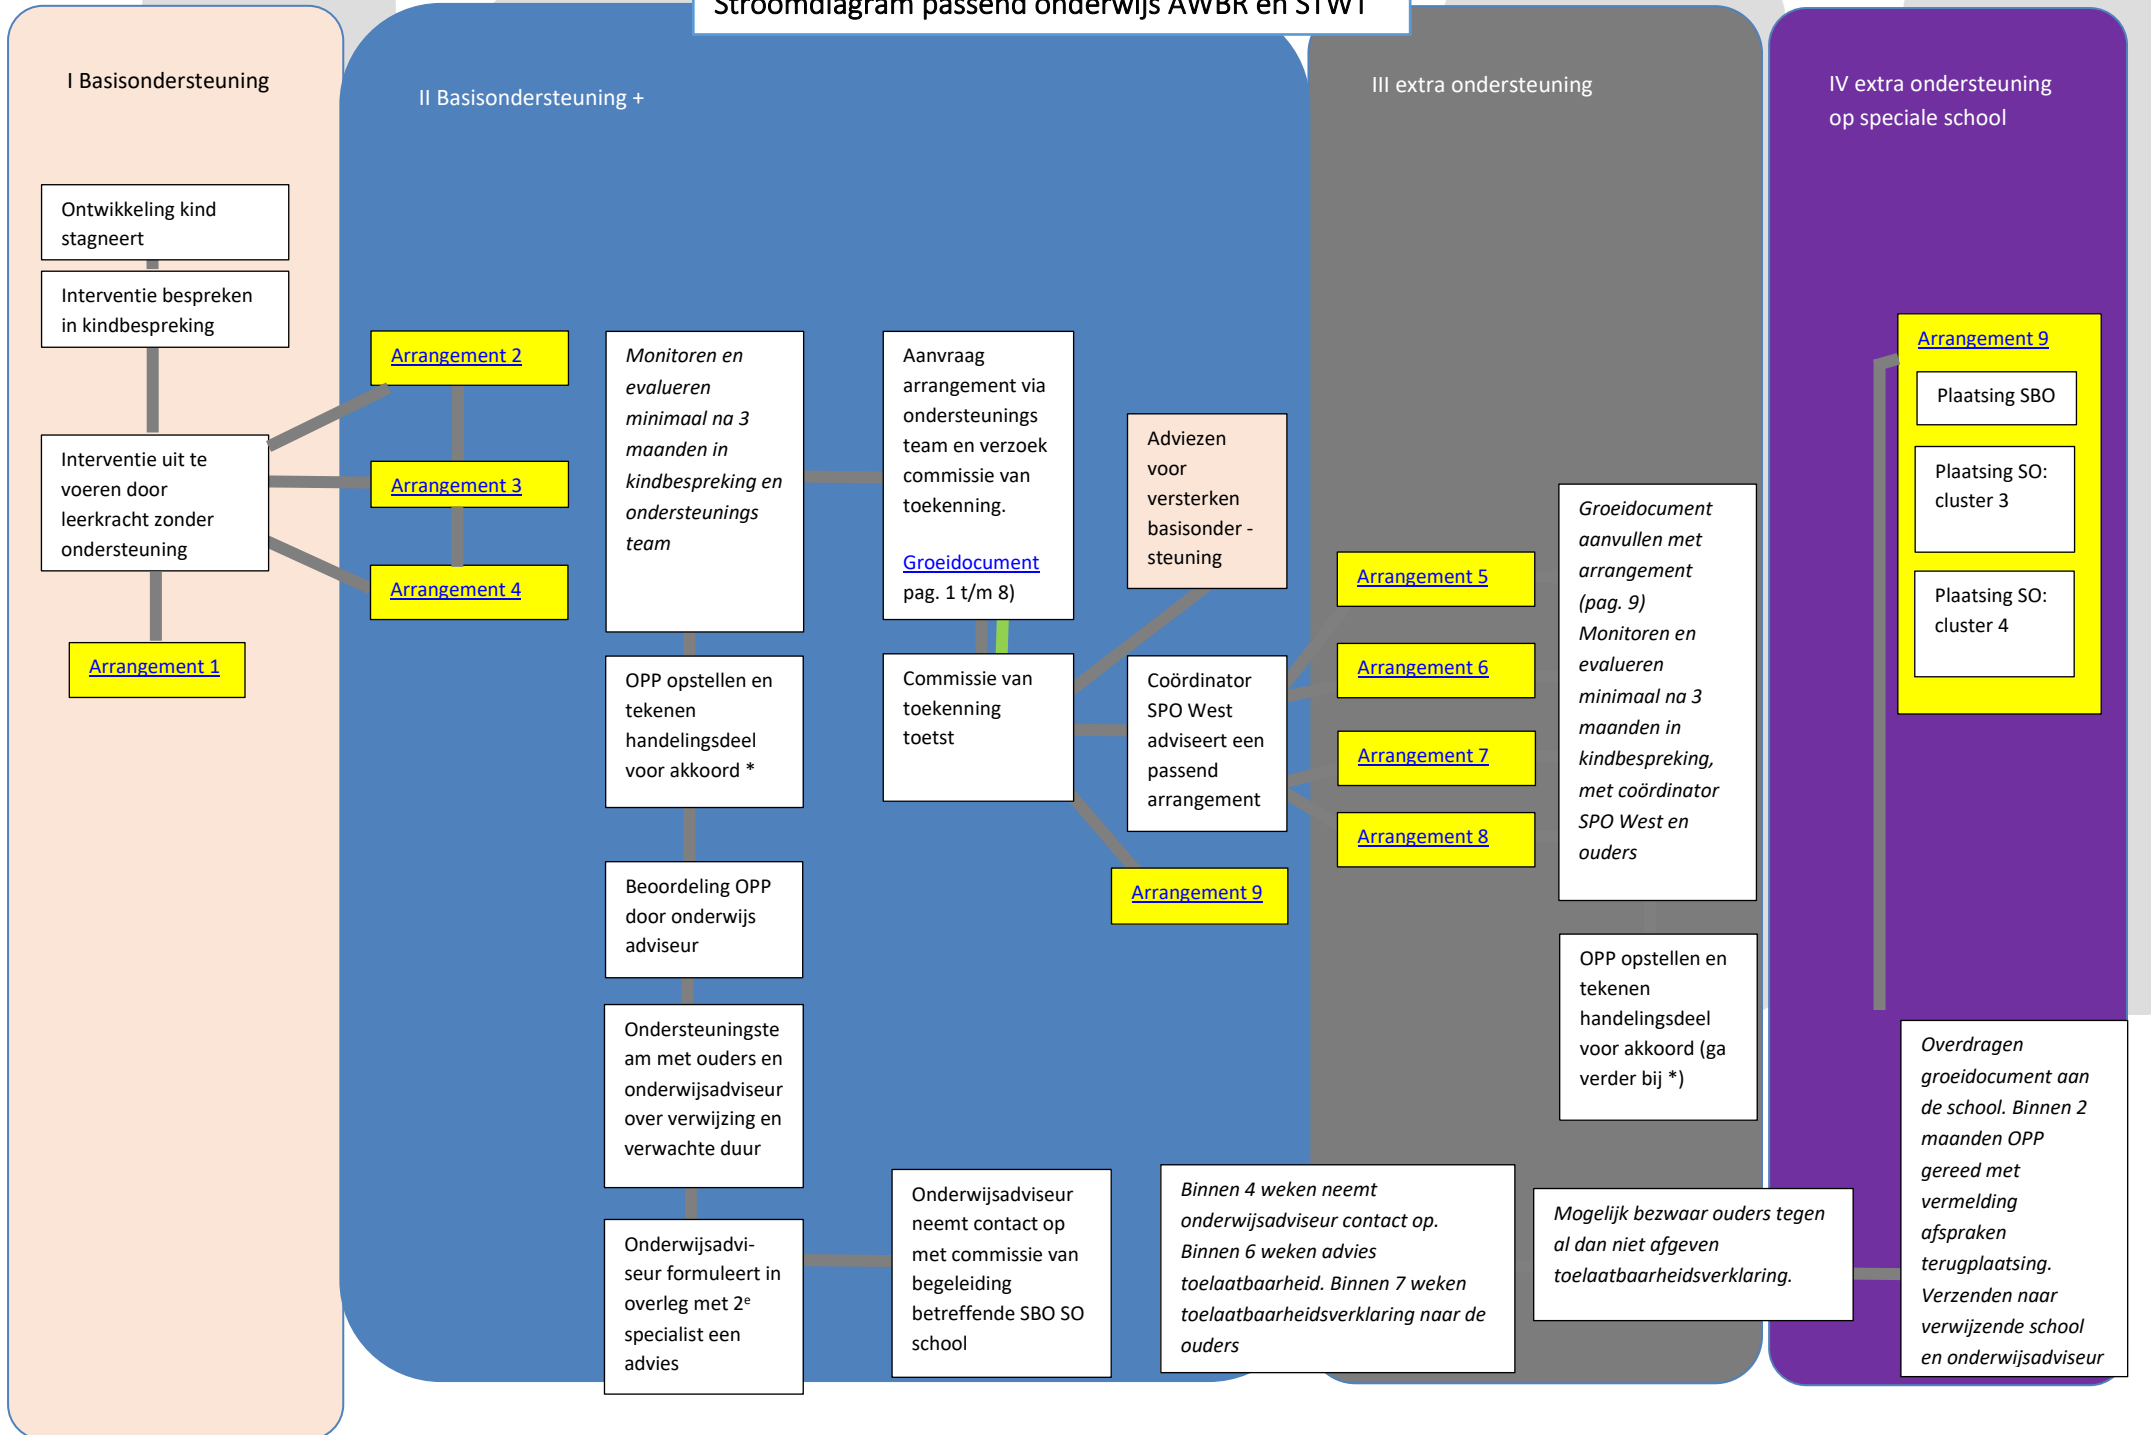 Stroomdiagram passend onderwijs AWBR en STWT
I Basisondersteuning
Ontwikkeling kind
stagneert
Interventie bespreken
in kindbespreking
Interventie uit te
voeren door
leerkracht zonder
ondersteuning
Arrangement 1
II Basisondersteuning +
Arrangement 2
Arrangement 3
Arrangement 4
Monitoren en
evalueren
minimaal na 3
maanden in
kindbespreking en
ondersteunings
team
OPP opstellen en
tekenen
handelingsdeel
voor akkoord *
Beoordeling OPP
door onderwijs
adviseur
Ondersteuningste
am met ouders en
onderwijsadviseur
over verwijzing en
verwachte duur
Onderwijsadvi-
seur formuleert in
overleg met 2e
specialist een
advies
Aanvraag
arrangement via
ondersteunings
team en verzoek
commissie van
toekenning.
Groeidocument
pag. 1 t/m 8)
Commissie van
toekenning
toetst
Adviezen
voor
versterken
basisonder -
steuning
Coördinator
SPO West
adviseert een
passend
arrangement
Arrangement 9
Onderwijsadviseur
neemt contact op
met commissie van
begeleiding
betreffende SBO SO
school
Binnen 4 weken neemt
onderwijsadviseur contact op.
Binnen 6 weken advies
toelaatbaarheid. Binnen 7 weken
toelaatbaarheidsverklaring naar de
ouders
III extra ondersteuning
Arrangement 5
Arrangement 6
Arrangement 7
Arrangement 8
Groeidocument
aanvullen met
arrangement
(pag. 9)
Monitoren en
evalueren
minimaal na 3
maanden in
kindbespreking,
met coördinator
SPO West en
ouders
OPP opstellen en
tekenen
handelingsdeel
voor akkoord (ga
verder bij *)
Mogelijk bezwaar ouders tegen
al dan niet afgeven
toelaatbaarheidsverklaring.
IV extra ondersteuning
op speciale school
Arrangement 9
Plaatsing SBO
Plaatsing SO:
cluster 3
Plaatsing SO:
cluster 4
Overdragen
groeidocument aan
de school. Binnen 2
maanden OPP
gereed met
vermelding
afspraken
terugplaatsing.
Verzenden naar
verwijzende school
en onderwijsadviseur